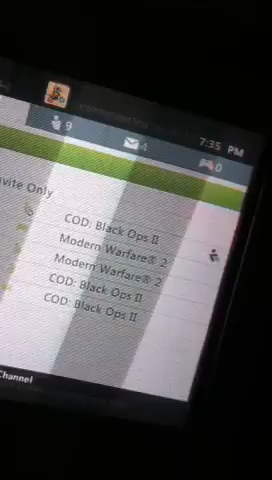 7:35 PM
9
4
0
vite Only
COD: Black Ops II
Modern Warfare® 2
Modern Warfare® 2
COD: Black Ops II
COD: Black Ops II
Channel